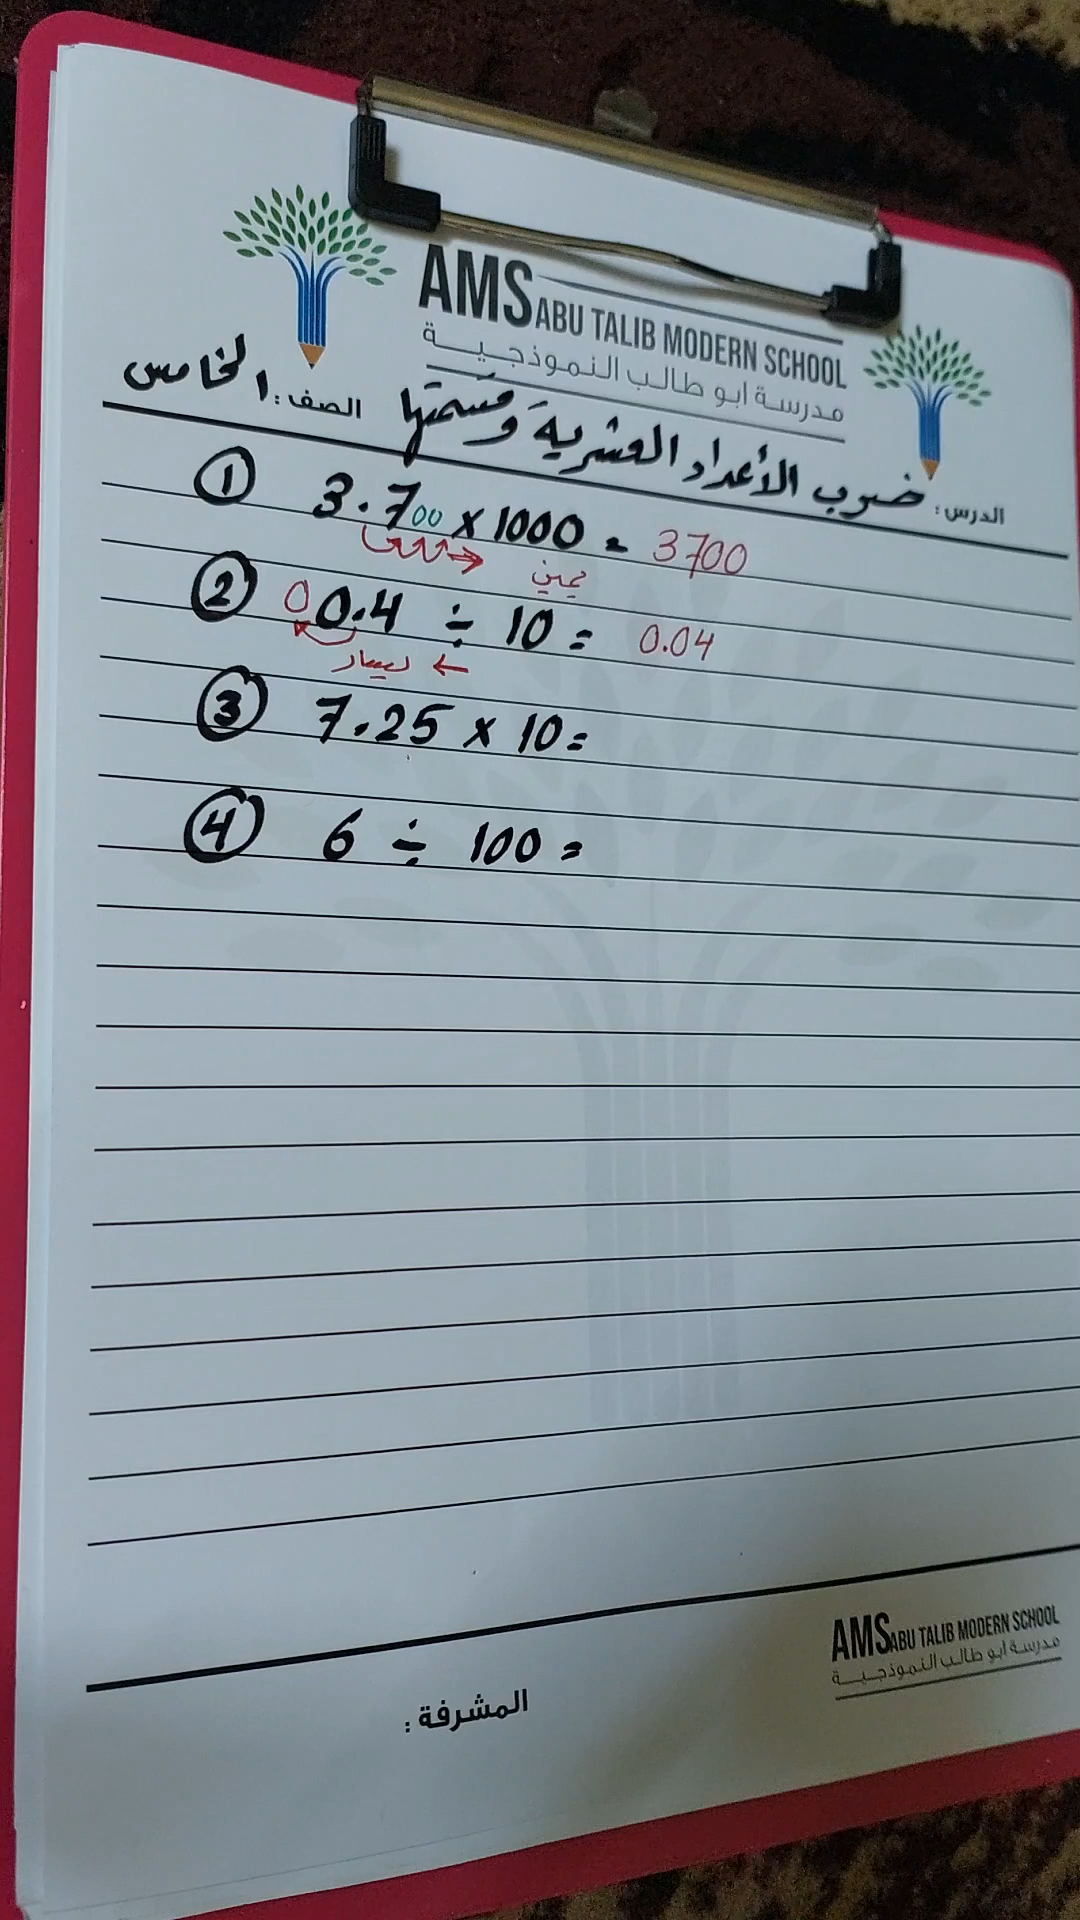 AMS ABU TALIB MODERN SCHOOL
مدرسة ابو طالب النموذجية
الدرس: ضرب الأعداد العشرية وقسمتها الصف: الخامس
① 3.700 x 1000 = 3700
يمين
② 00.4 ÷ 10 = 0.04
← يسار
③ 7.25 x 10 =
④ 6 ÷ 100 =
AMS ABU TALIB MODERN SCHOOL
مدرسة ابو طالب النموذجية
المشرفة :